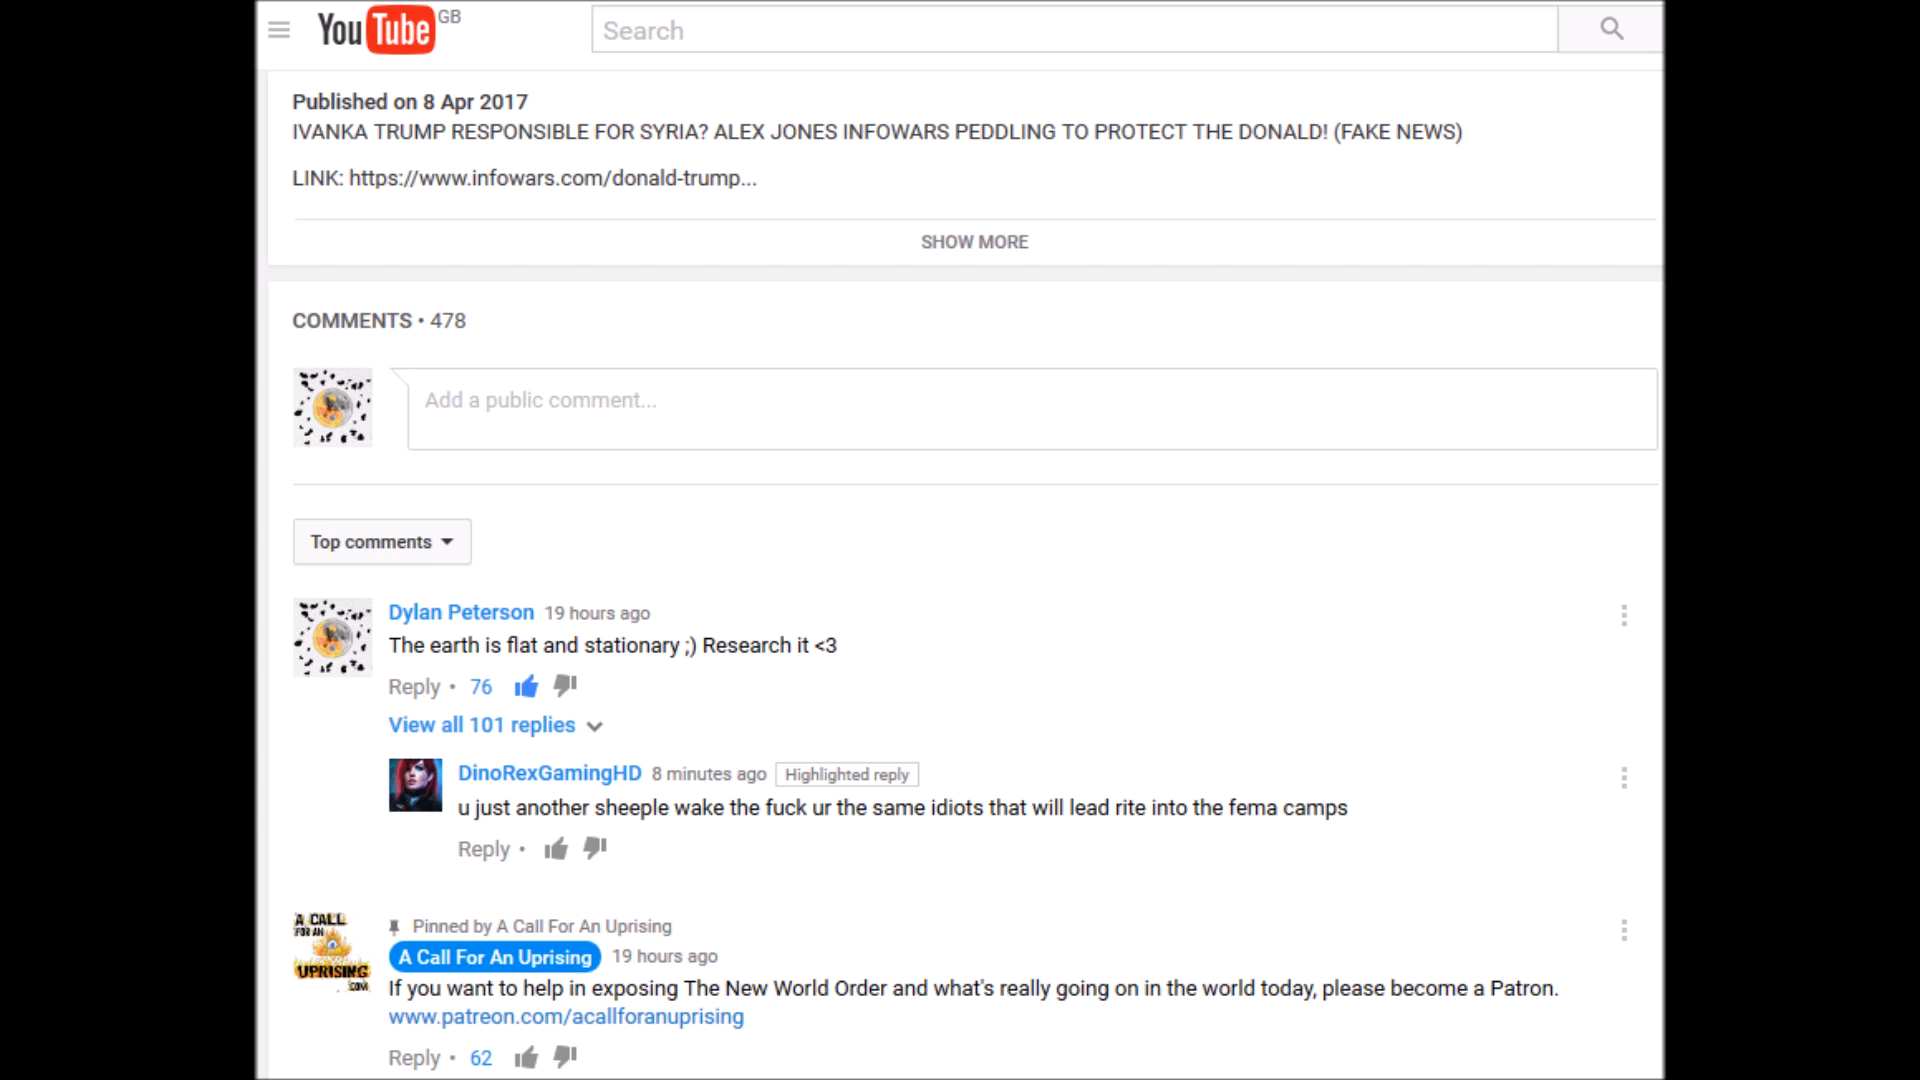 YouTube GB
Search
Published on 8 Apr 2017
IVANKA TRUMP RESPONSIBLE FOR SYRIA? ALEX JONES INFOWARS PEDDLING TO PROTECT THE DONALD! (FAKE NEWS)
LINK: https://www.infowars.com/donald-trump...
SHOW MORE
COMMENTS • 478
Add a public comment...
Top comments
Dylan Peterson 19 hours ago
The earth is flat and stationary ;) Research it <3
Reply • 76
View all 101 replies
DinoRexGamingHD 8 minutes ago Highlighted reply
u just another sheeple wake the fuck ur the same idiots that will lead rite into the fema camps
Reply •
A CALL
FOR AN
UPRISING
.COM
Pinned by A Call For An Uprising
A Call For An Uprising 19 hours ago
If you want to help in exposing The New World Order and what's really going on in the world today, please become a Patron.
www.patreon.com/acallforanuprising
Reply • 62